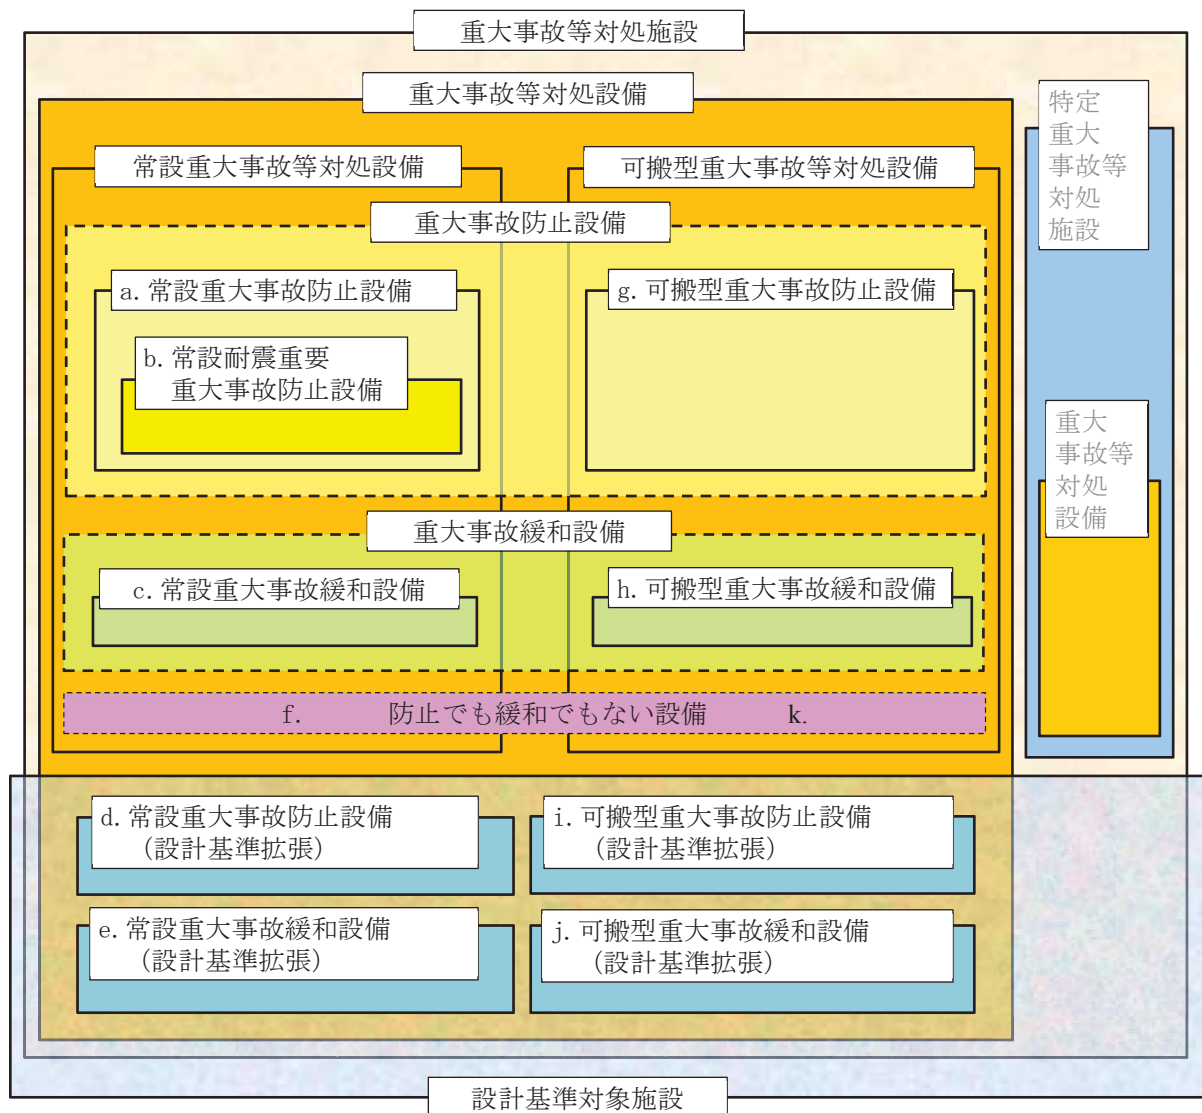 重大事故等対処施設
重大事故等対処設備
特定
重大
事故等
対処
施設
常設重大事故等対処設備
可搬型重大事故等対処設備
重大事故防止設備
a. 常設重大事故防止設備
g. 可搬型重大事故防止設備
b. 常設耐震重要
重大事故防止設備
重大
事故等
対処
設備
重大事故緩和設備
c. 常設重大事故緩和設備
h. 可搬型重大事故緩和設備
f. 防止でも緩和でもない設備 k.
d. 常設重大事故防止設備
(設計基準拡張)
i. 可搬型重大事故防止設備
(設計基準拡張)
e. 常設重大事故緩和設備
(設計基準拡張)
j. 可搬型重大事故緩和設備
(設計基準拡張)
設計基準対象施設